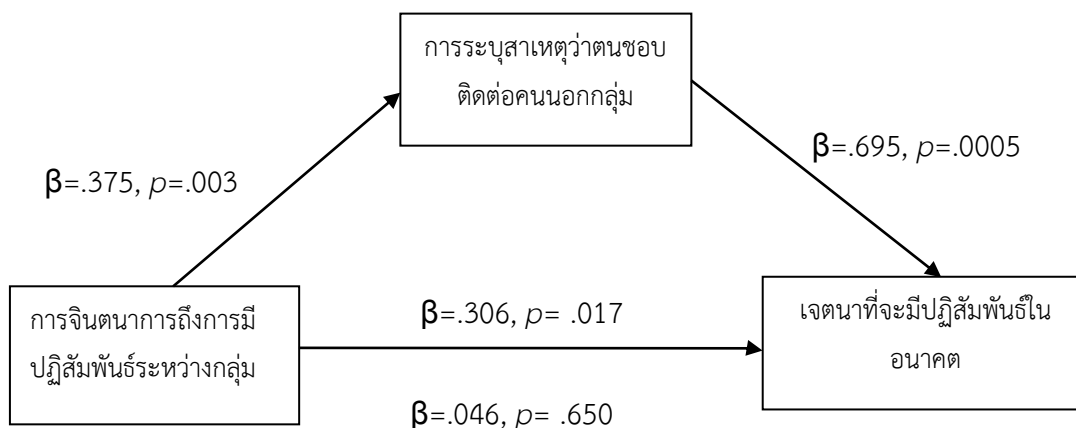 การระบุสาเหตุว่าตนชอบ
ติดต่อคนนอกกลุ่ม
β=.375, p=.003
β=.695, p=.0005
การจินตนาการถึงการมี
ปฏิสัมพันธ์ระหว่างกลุ่ม
β=.306, p= .017
เจตนาที่จะมีปฏิสัมพันธ์ใน
อนาคต
β=.046, p= .650